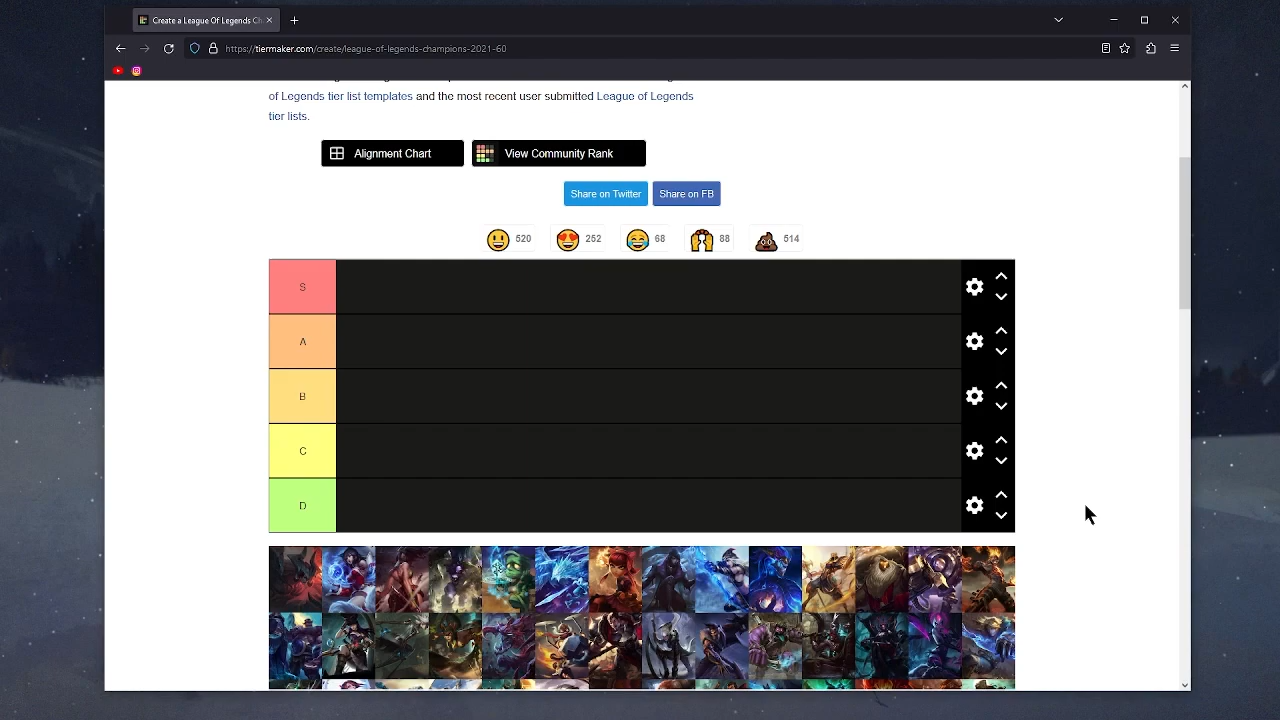 Create a League Of Legends Ch
https://tiermaker.com/create/league-of-legends-champions-2021-60
of Legends tier list templates and the most recent user submitted League of Legends
tier lists.
Alignment Chart
View Community Rank
Share on Twitter
Share on FB
520
252
68
88
514
S
A
B
C
D